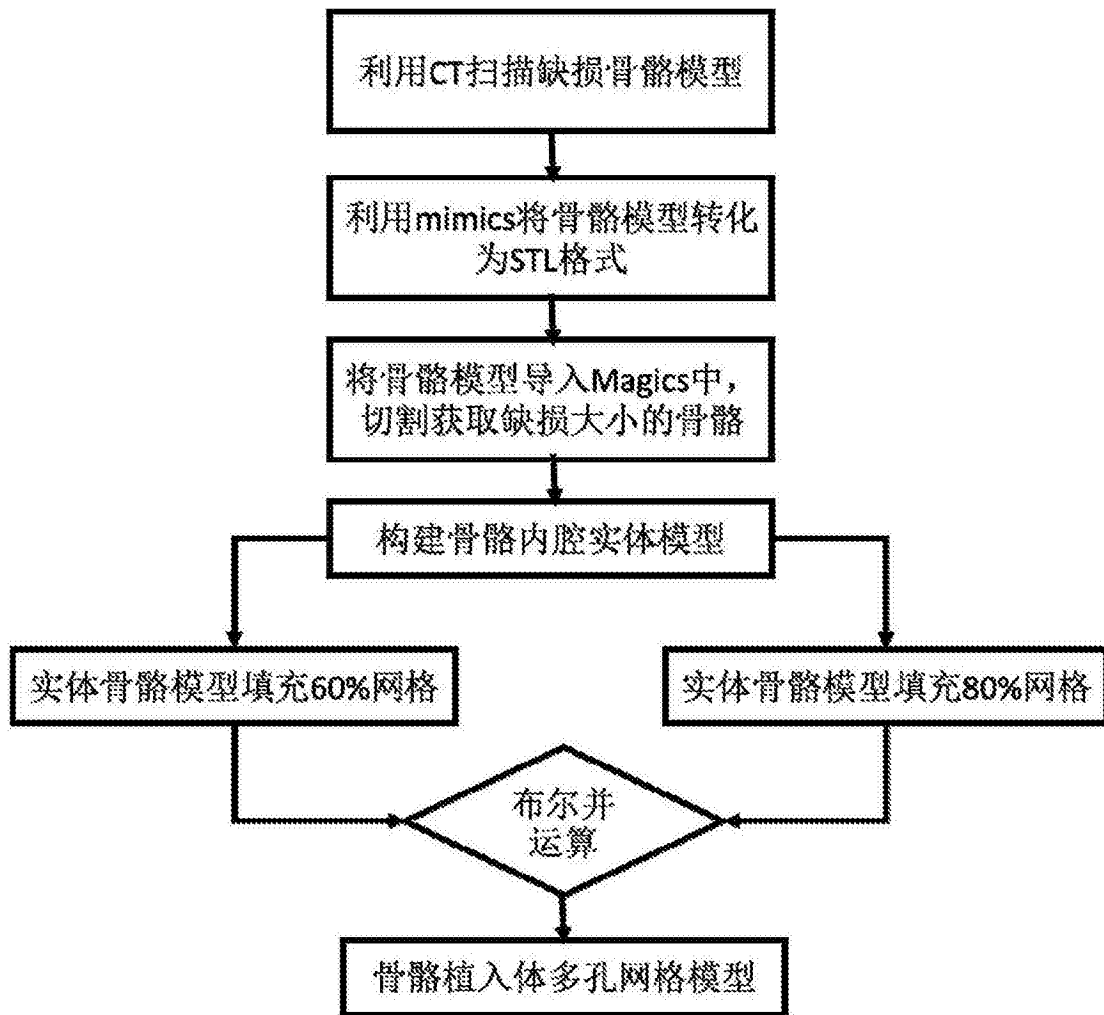 利用CT扫描缺损骨骼模型
利用mimics将骨骼模型转化
为STL格式
将骨骼模型导入Magics中，
切割获取缺损大小的骨骼
构建骨骼内腔实体模型
实体骨骼模型填充60%网格
实体骨骼模型填充80%网格
布尔并
运算
骨骼植入体多孔网格模型